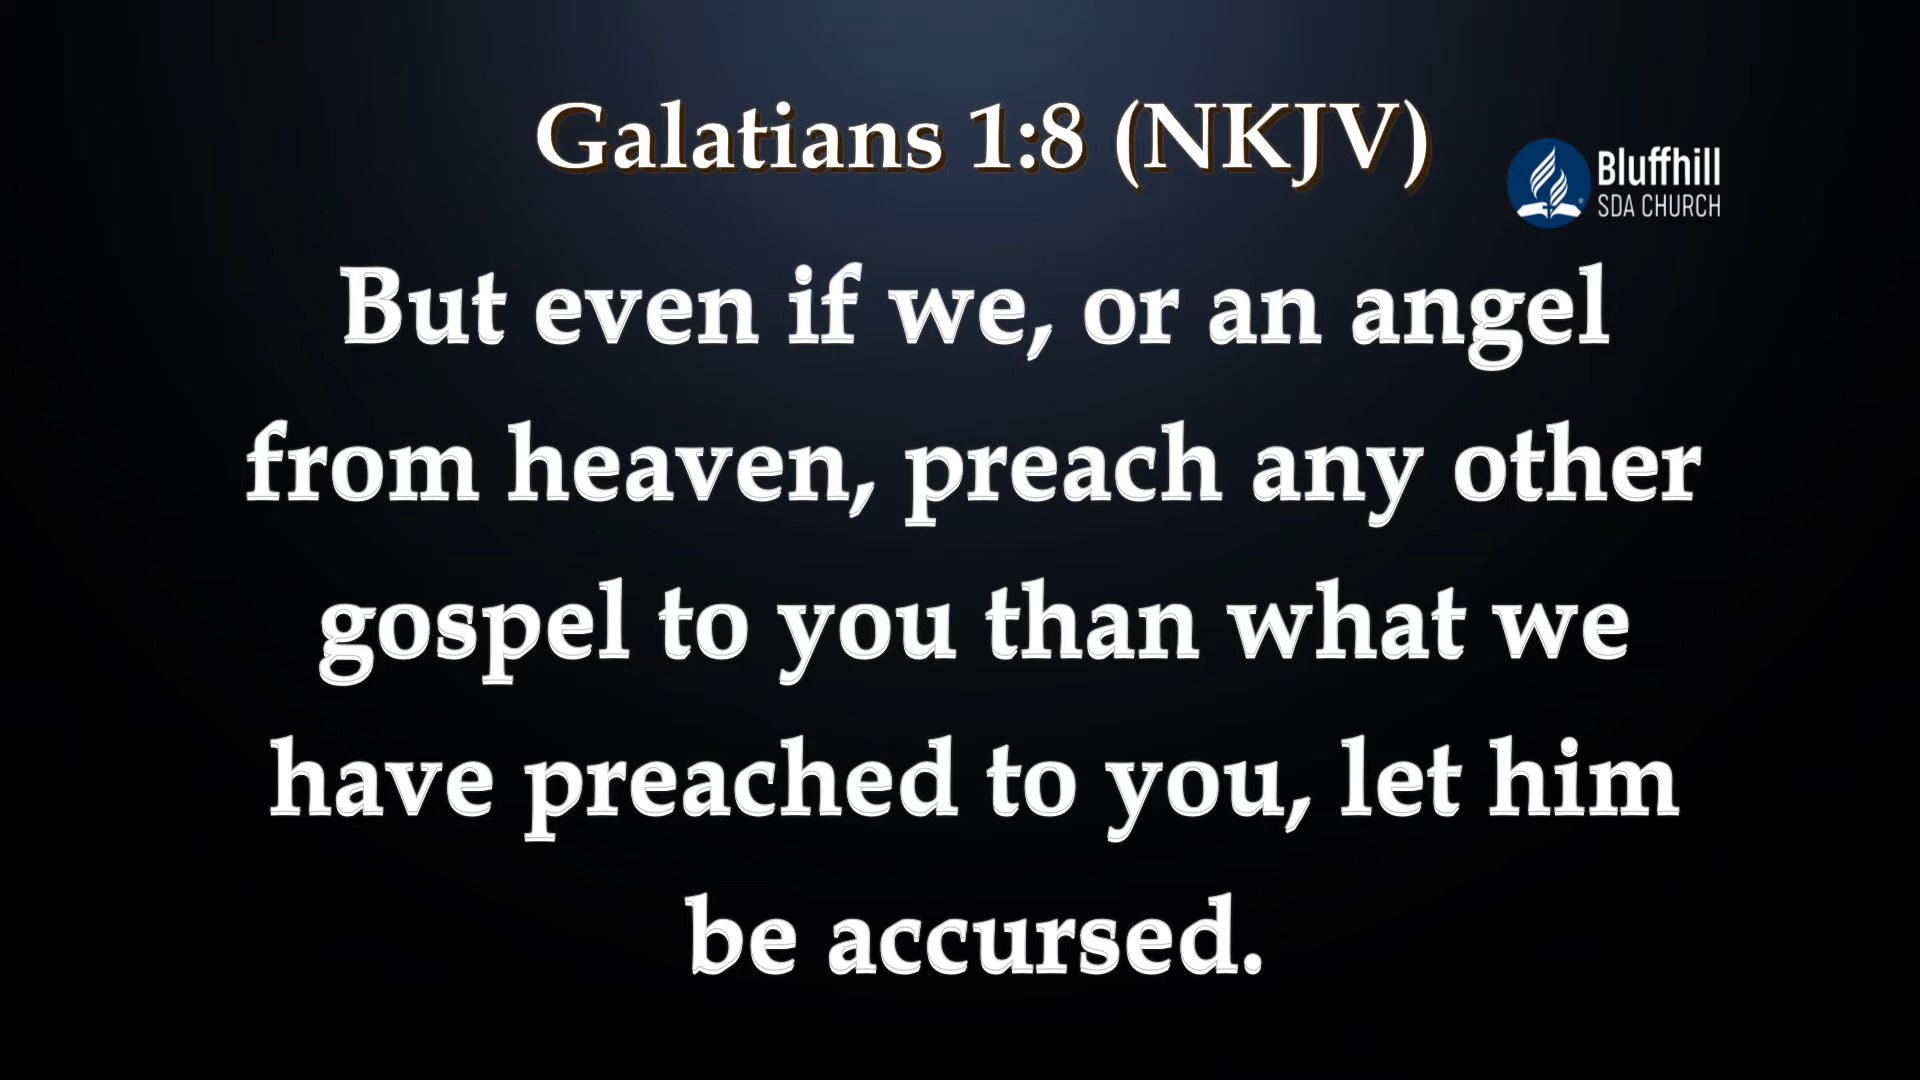 Galatians 1:8 (NKJV)
Bluffhill
SDA CHURCH
But even if we, or an angel
from heaven, preach any other
gospel to you than what we
have preached to you, let him
be accursed.